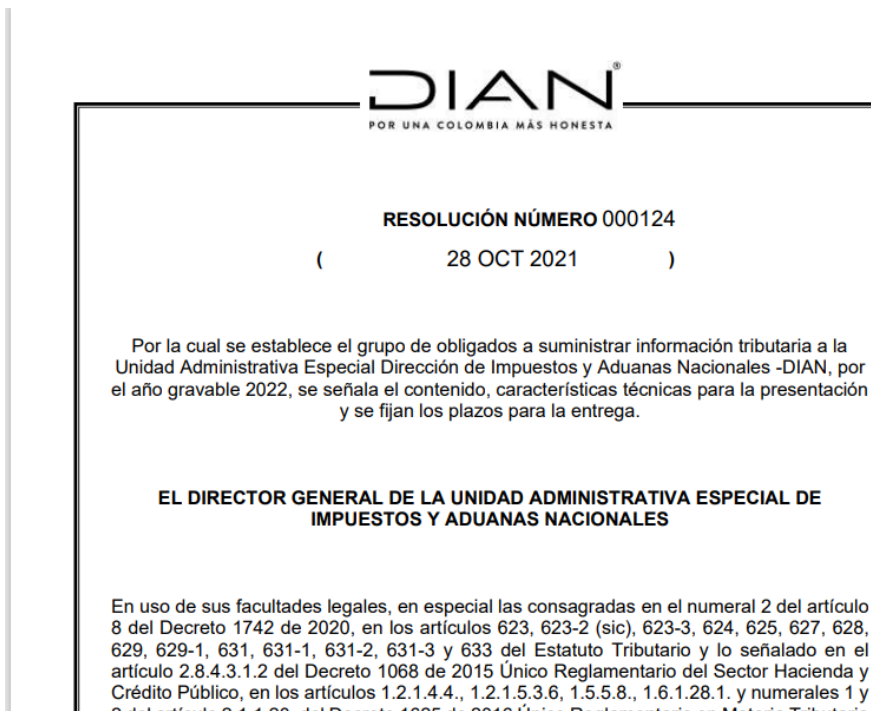 DIAN®
POR UNA COLOMBIA MÁS HONESTA
RESOLUCIÓN NÚMERO 000124
( 28 OCT 2021 )
Por la cual se establece el grupo de obligados a suministrar información tributaria a la
Unidad Administrativa Especial Dirección de Impuestos y Aduanas Nacionales -DIAN, por
el año gravable 2022, se señala el contenido, características técnicas para la presentación
y se fijan los plazos para la entrega.
EL DIRECTOR GENERAL DE LA UNIDAD ADMINISTRATIVA ESPECIAL DE
IMPUESTOS Y ADUANAS NACIONALES
En uso de sus facultades legales, en especial las consagradas en el numeral 2 del artículo
8 del Decreto 1742 de 2020, en los artículos 623, 623-2 (sic), 623-3, 624, 625, 627, 628,
629, 629-1, 631, 631-1, 631-2, 631-3 y 633 del Estatuto Tributario y lo señalado en el
artículo 2.8.4.3.1.2 del Decreto 1068 de 2015 Único Reglamentario del Sector Hacienda y
Crédito Público, en los artículos 1.2.1.4.4., 1.2.1.5.3.6, 1.5.5.8., 1.6.1.28.1. y numerales 1 y